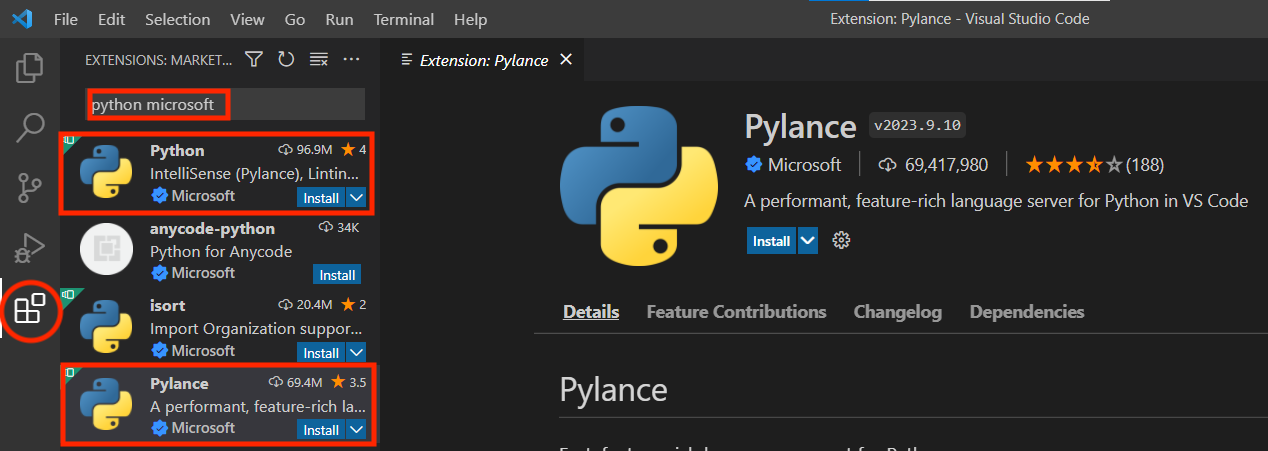 File Edit Selection View Go Run Terminal Help Extension: Pylance - Visual Studio Code
EXTENSIONS: MARKET...
python microsoft
Python 96.9M 4
IntelliSense (Pylance), Lintin...
Microsoft Install
anycode-python 34K
Python for Anycode
Microsoft Install
isort 20.4M 2
Import Organization suppor...
Microsoft Install
Pylance 69.4M 3.5
A performant, feature-rich la...
Microsoft Install
Extension: Pylance
Pylance v2023.9.10
Microsoft 69,417,980 (188)
A performant, feature-rich language server for Python in VS Code
Install
Details Feature Contributions Changelog Dependencies
Pylance